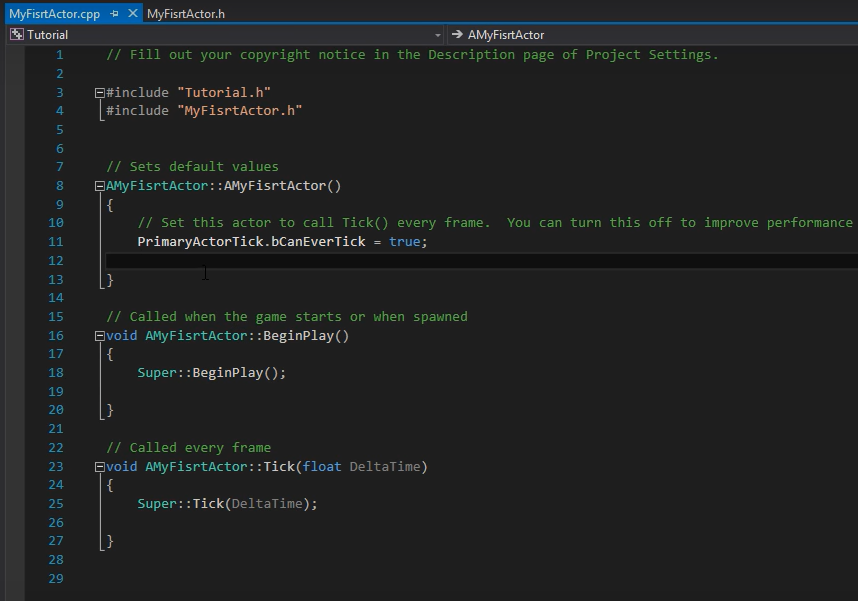 MyFisrtActor.cpp MyFisrtActor.h
Tutorial AMyFisrtActor
1 // Fill out your copyright notice in the Description page of Project Settings.
2
3 #include "Tutorial.h"
4 #include "MyFisrtActor.h"
5
6
7 // Sets default values
8 AMyFisrtActor::AMyFisrtActor()
9 {
10 // Set this actor to call Tick() every frame.  You can turn this off to improve performance
11 PrimaryActorTick.bCanEverTick = true;
12
13 }
14
15 // Called when the game starts or when spawned
16 void AMyFisrtActor::BeginPlay()
17 {
18 Super::BeginPlay();
19
20 }
21
22 // Called every frame
23 void AMyFisrtActor::Tick(float DeltaTime)
24 {
25 Super::Tick(DeltaTime);
26
27 }
28
29